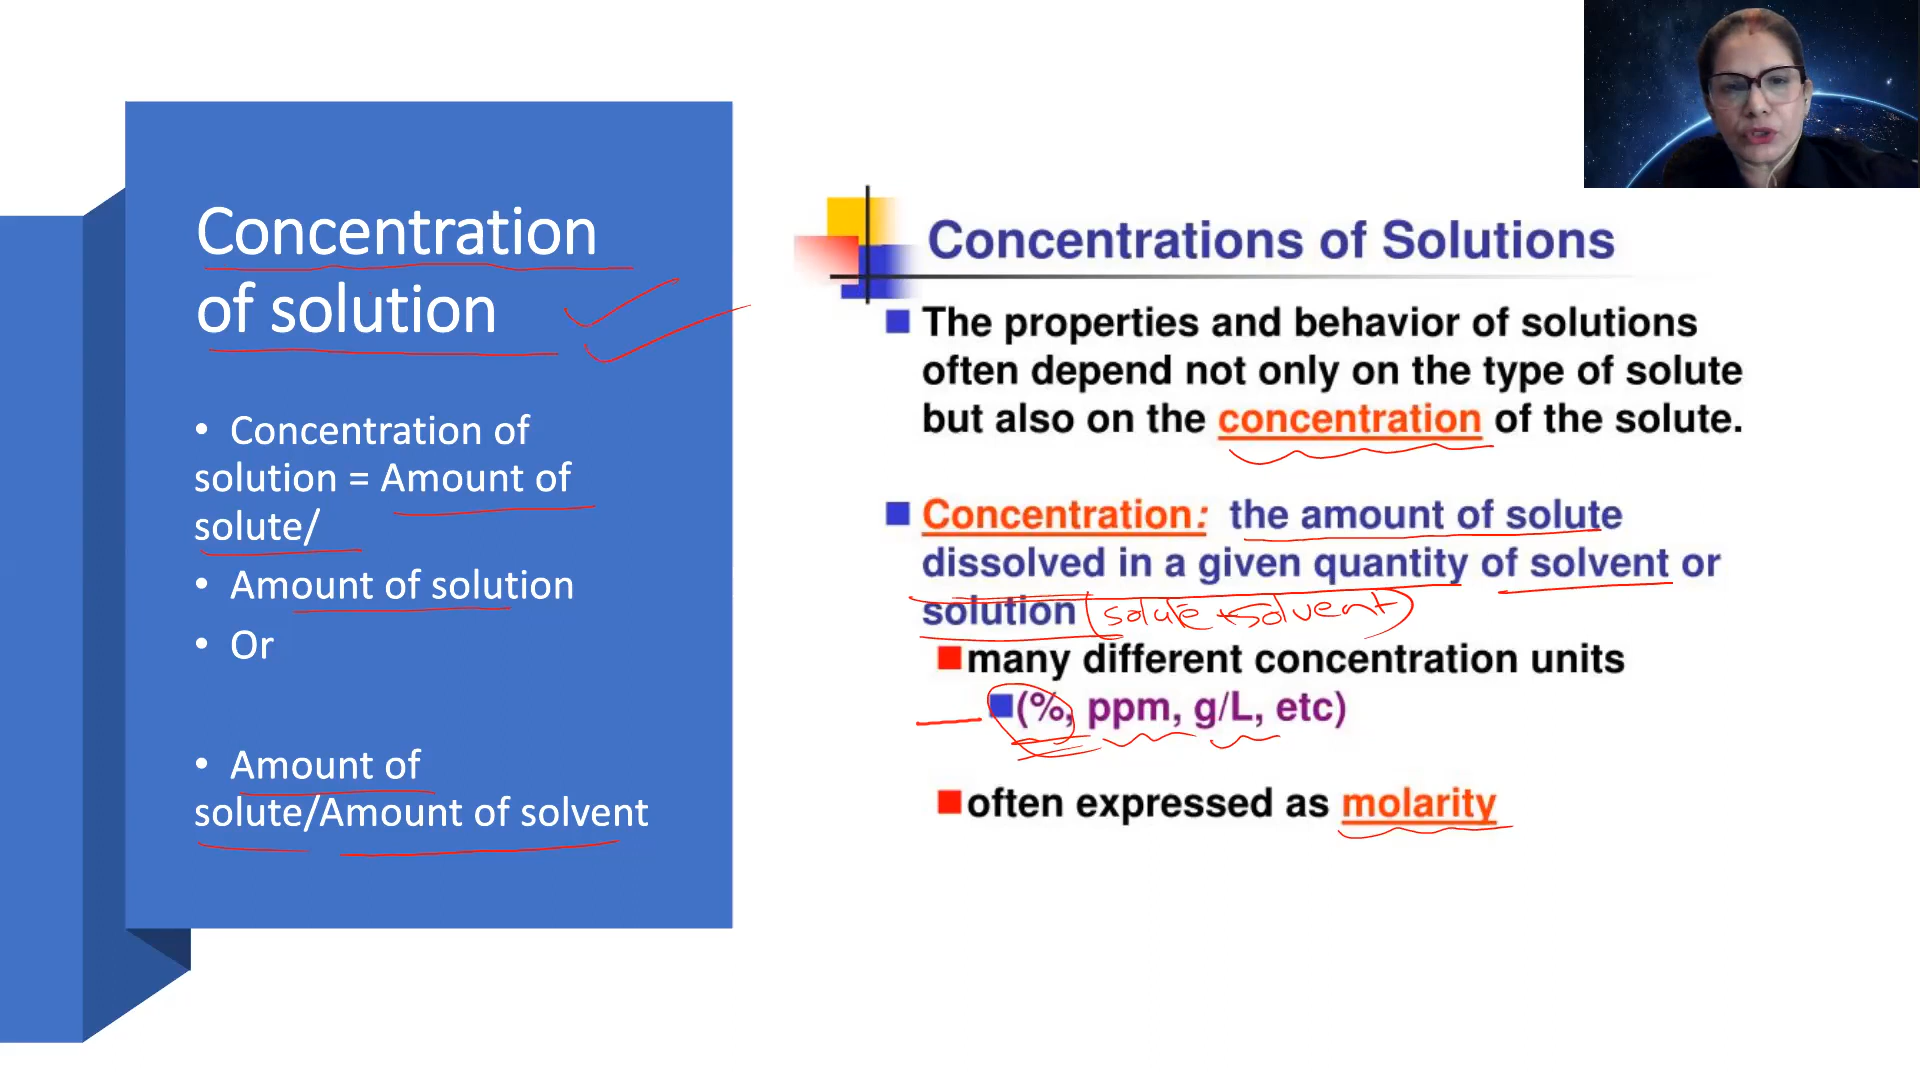 Concentration
of solution
• Concentration of
solution = Amount of
solute/
• Amount of solution
• Or
• Amount of
solute/Amount of solvent
Concentrations of Solutions
The properties and behavior of solutions
often depend not only on the type of solute
but also on the concentration of the solute.
Concentration: the amount of solute
dissolved in a given quantity of solvent or
solution (solute + solvent)
many different concentration units
(%, ppm, g/L, etc)
often expressed as molarity